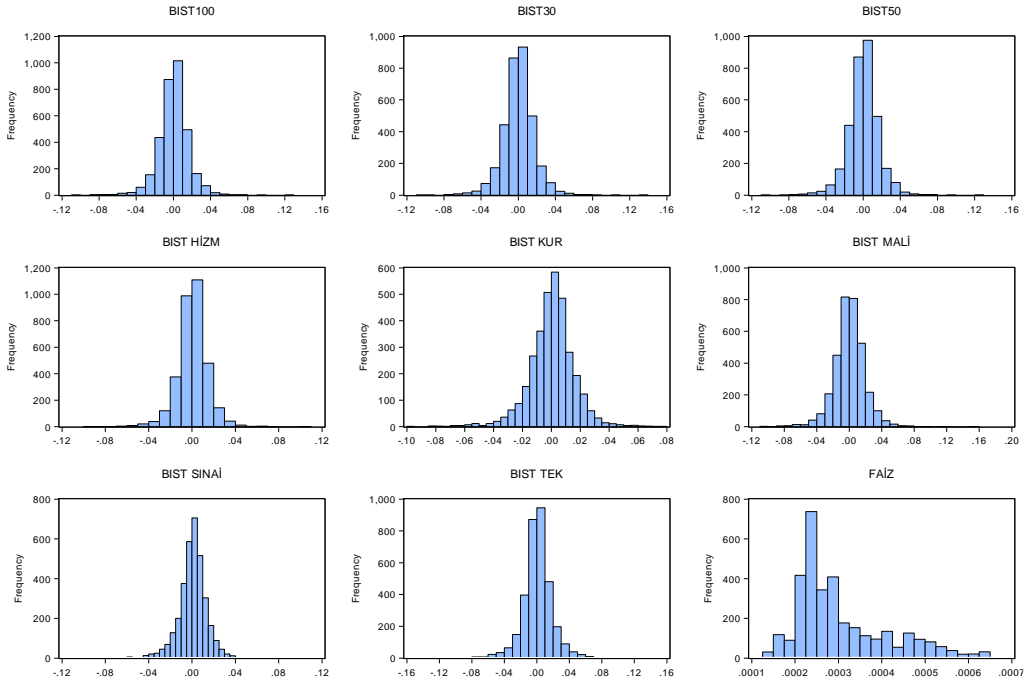 BIST100
BIST30
BIST50
1,200
1,000
800
600
400
200
0
Frequency
-.12 -.08 -.04 .00 .04 .08 .12 .16
1,000
800
600
400
200
0
Frequency
-.12 -.08 -.04 .00 .04 .08 .12 .16
1,000
800
600
400
200
0
Frequency
-.12 -.08 -.04 .00 .04 .08 .12 .16
BIST HİZM
BIST KUR
BIST MALİ
1,200
1,000
800
600
400
200
0
Frequency
-.12 -.08 -.04 .00 .04 .08 .12
600
500
400
300
200
100
0
Frequency
-.10 -.08 -.06 -.04 -.02 .00 .02 .04 .06 .08
1,000
800
600
400
200
0
Frequency
-.12 -.08 -.04 .00 .04 .08 .12 .16 .20
BIST SINAİ
BIST TEK
FAİZ
800
600
400
200
0
Frequency
-.12 -.08 -.04 .00 .04 .08 .12
1,000
800
600
400
200
0
Frequency
-.16 -.12 -.08 -.04 .00 .04 .08 .12 .16
800
600
400
200
0
Frequency
.0001 .0002 .0003 .0004 .0005 .0006 .0007